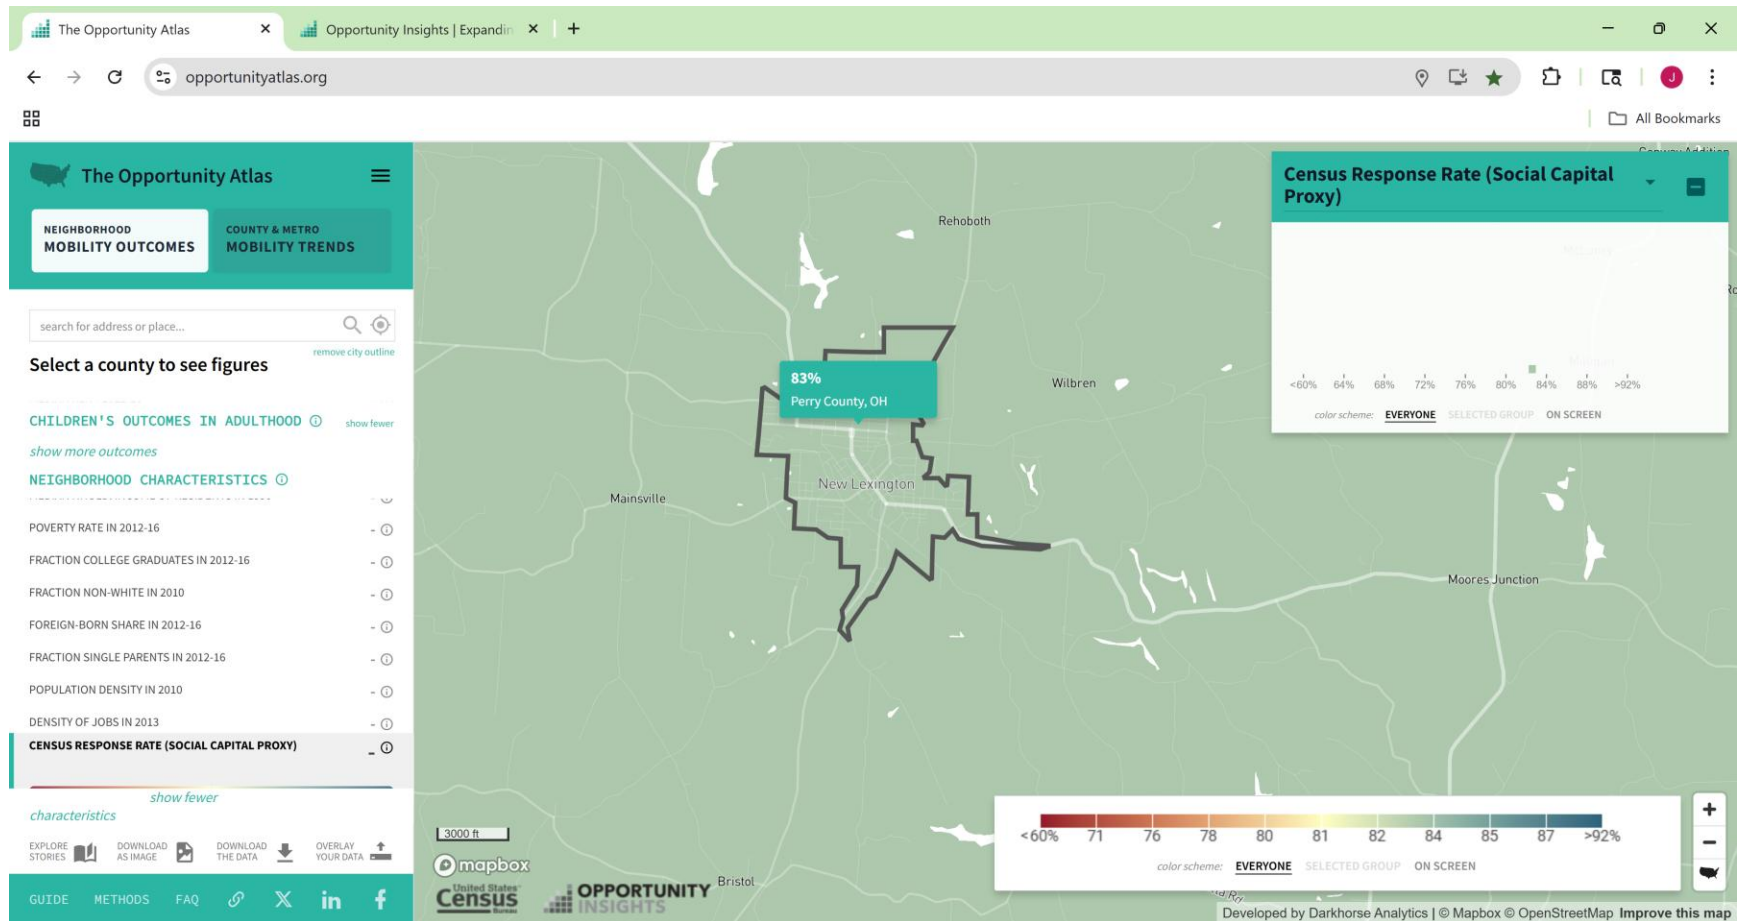 The Opportunity Atlas
Opportunity Insights | Expandin
opportunityatlas.org
J
All Bookmarks
The Opportunity Atlas
NEIGHBORHOOD
MOBILITY OUTCOMES
COUNTY & METRO
MOBILITY TRENDS
search for address or place...
remove city outline
Select a county to see figures
CHILDREN'S OUTCOMES IN ADULTHOOD
show fewer
show more outcomes
NEIGHBORHOOD CHARACTERISTICS
POVERTY RATE IN 2012-16 -
FRACTION COLLEGE GRADUATES IN 2012-16 -
FRACTION NON-WHITE IN 2010 -
FOREIGN-BORN SHARE IN 2012-16 -
FRACTION SINGLE PARENTS IN 2012-16 -
POPULATION DENSITY IN 2010 -
DENSITY OF JOBS IN 2013 -
CENSUS RESPONSE RATE (SOCIAL CAPITAL PROXY) -
show fewer
characteristics
EXPLORE STORIES
DOWNLOAD AS IMAGE
DOWNLOAD THE DATA
OVERLAY YOUR DATA
GUIDE METHODS FAQ
Rehoboth
83%
Perry County, OH
Wilbren
New Lexington
Mainsville
Moores Junction
Bristol
3000 ft
mapbox
United States
Census
Bureau
OPPORTUNITY
INSIGHTS
Census Response Rate (Social Capital
Proxy)
<60% 64% 68% 72% 76% 80% 84% 88% >92%
color scheme: EVERYONE SELECTED GROUP ON SCREEN
<60% 71 76 78 80 81 82 84 85 87 >92%
color scheme: EVERYONE SELECTED GROUP ON SCREEN
Developed by Darkhorse Analytics | © Mapbox © OpenStreetMap Improve this map